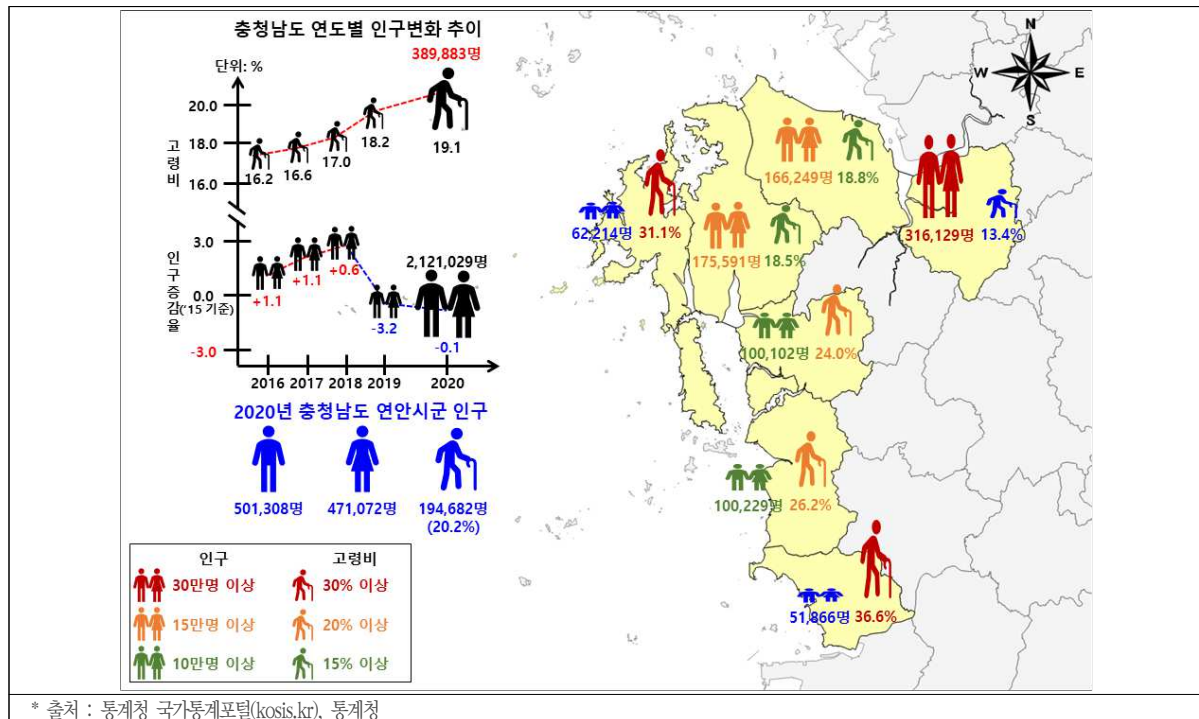 충청남도 연도별 인구변화 추이
389,883명
단위: %
고령비
20.0
18.0
16.0
16.2
16.6
17.0
18.2
19.1
인구증감율
('15 기준)
3.0
0.0
-3.0
+1.1
+1.1
+0.6
-3.2
-0.1
2,121,029명
2016 2017 2018 2019 2020
2020년 충청남도 연안시군 인구
501,308명 471,072명 194,682명
(20.2%)
인구 고령비
30만명 이상 30% 이상
15만명 이상 20% 이상
10만명 이상 15% 이상
N
W E
S
166,249명 18.8%
316,129명 13.4%
62,214명 31.1%
175,591명 18.5%
100,102명 24.0%
100,229명 26.2%
51,866명 36.6%
* 출처 : 통계청 국가통계포털(kosis.kr), 통계청